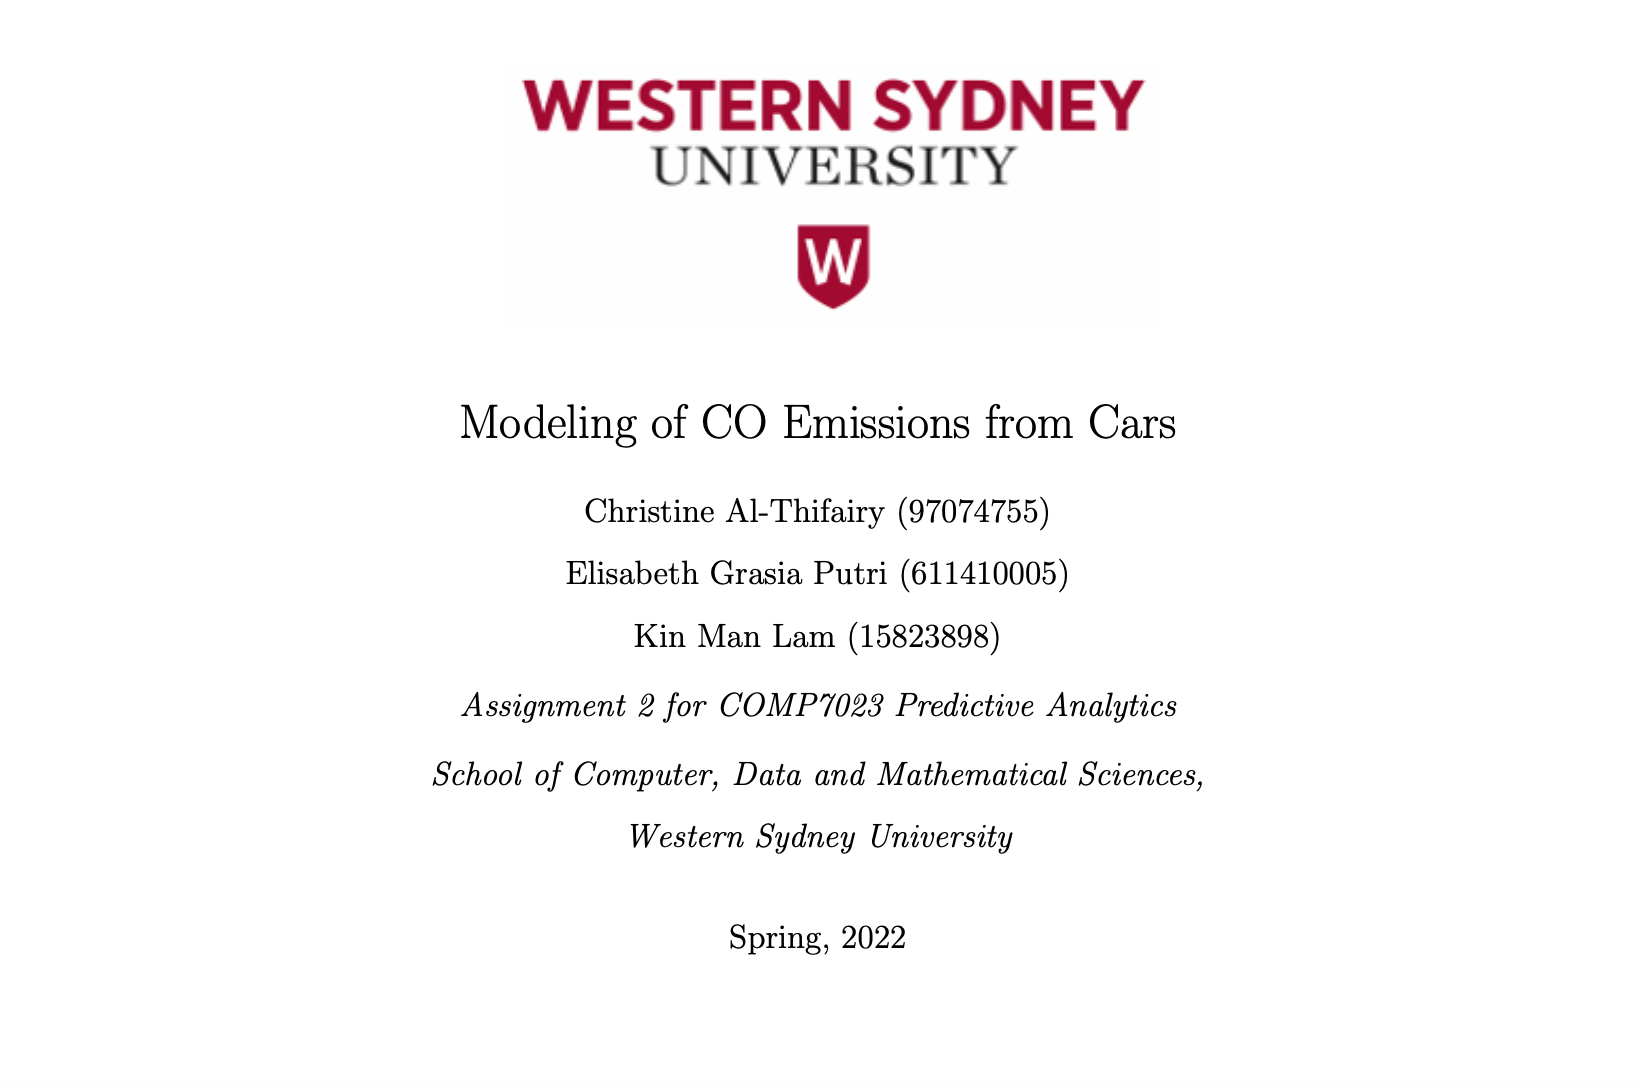 WESTERN SYDNEY
UNIVERSITY
W
Modeling of CO Emissions from Cars
Christine Al-Thifairy (97074755)
Elisabeth Grasia Putri (611410005)
Kin Man Lam (15823898)
Assignment 2 for COMP7023 Predictive Analytics
School of Computer, Data and Mathematical Sciences,
Western Sydney University
Spring, 2022